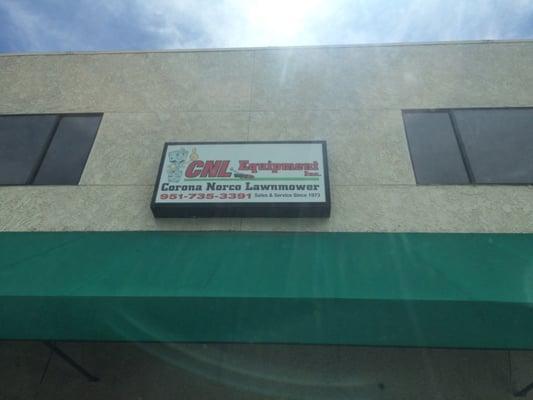 CNL Equipment Inc.
Corona Norco Lawnmower
951-735-3391 Sales & Service Since 1973